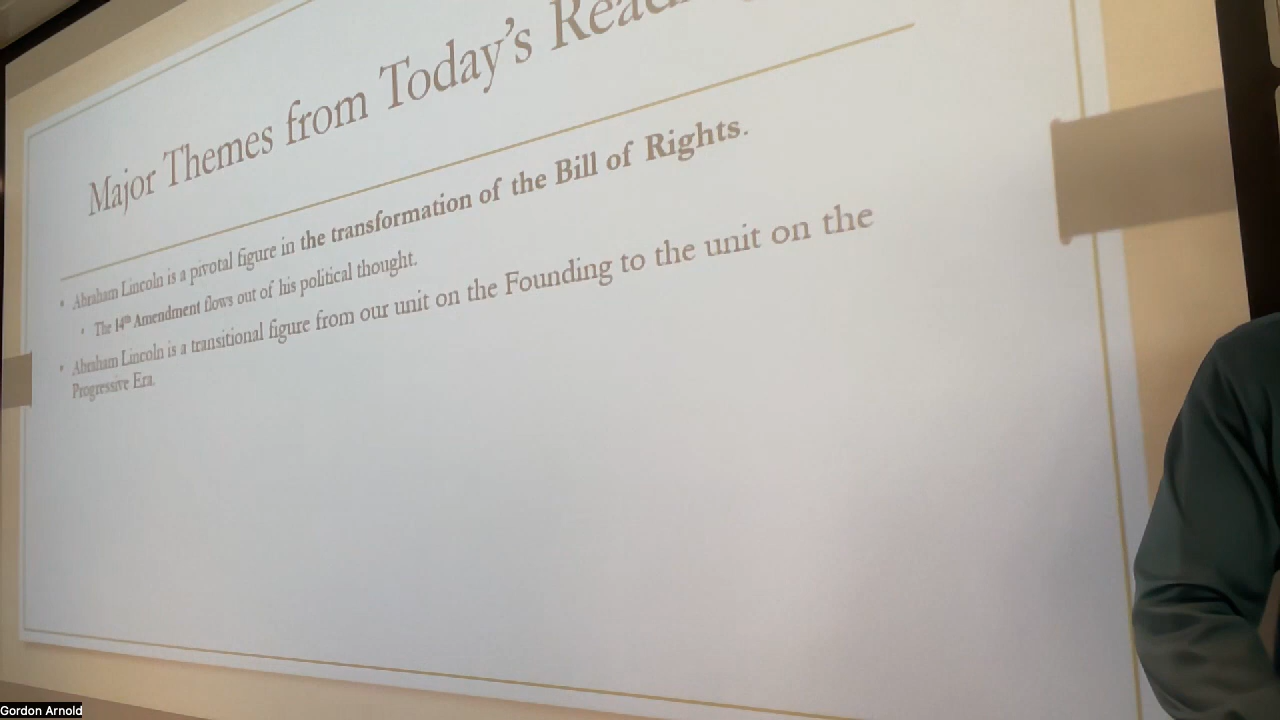 Major Themes from Today's
• Abraham Lincoln is a pivotal figure in the transformation of the Bill of Rights.
• The 14th Amendment flows out of his political thought.
• Abraham Lincoln is a transitional figure from our unit on the Founding to the unit on the
Progressive Era.
Gordon Arnold